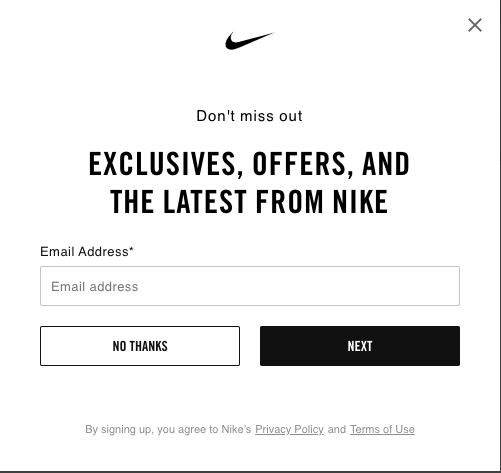 Don't miss out
EXCLUSIVES, OFFERS, AND
THE LATEST FROM NIKE
Email Address*
Email address
NO THANKS
NEXT
By signing up, you agree to Nike's Privacy Policy and Terms of Use